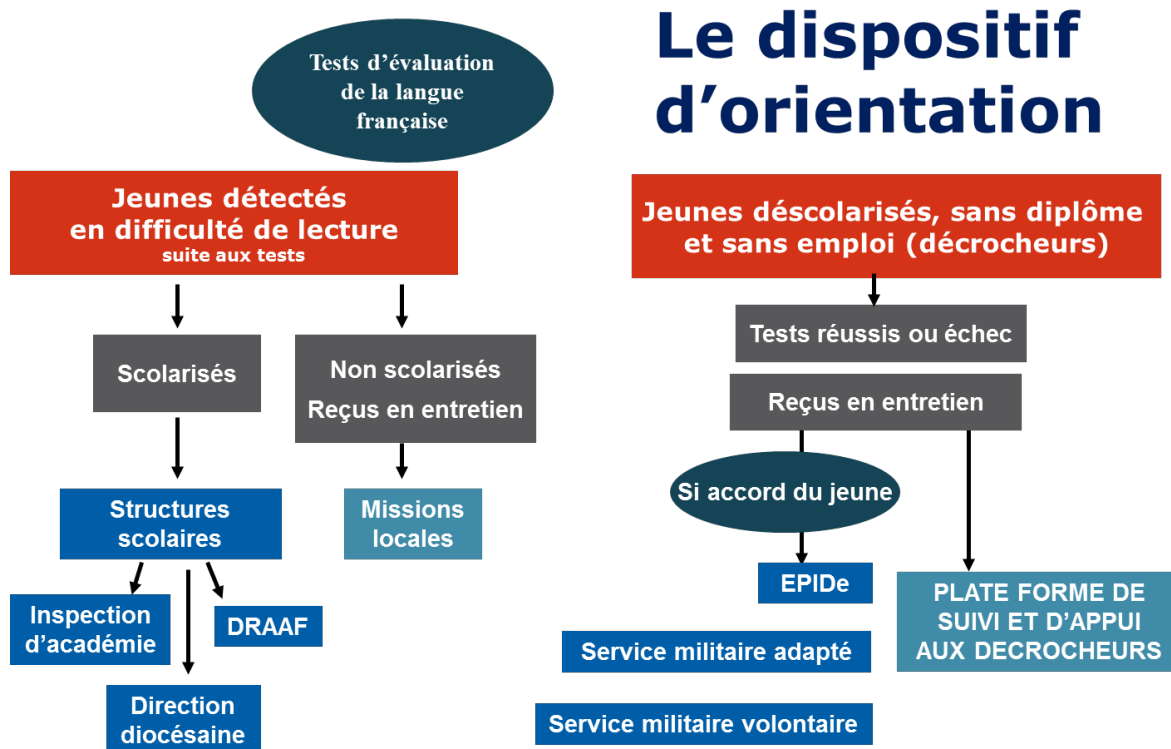 Le dispositif
d’orientation
Tests d’évaluation
de la langue
française
Jeunes détectés
en difficulté de lecture
suite aux tests
Scolarisés
Non scolarisés
Reçus en entretien
Structures
scolaires
Missions
locales
Inspection
d’académie
DRAAF
Direction
diocésaine
Jeunes déscolarisés, sans diplôme
et sans emploi (décrocheurs)
Tests réussis ou échec
Reçus en entretien
Si accord du jeune
EPIDe
Service militaire adapté
Service militaire volontaire
PLATE FORME DE
SUIVI ET D’APPUI
AUX DECROCHEURS